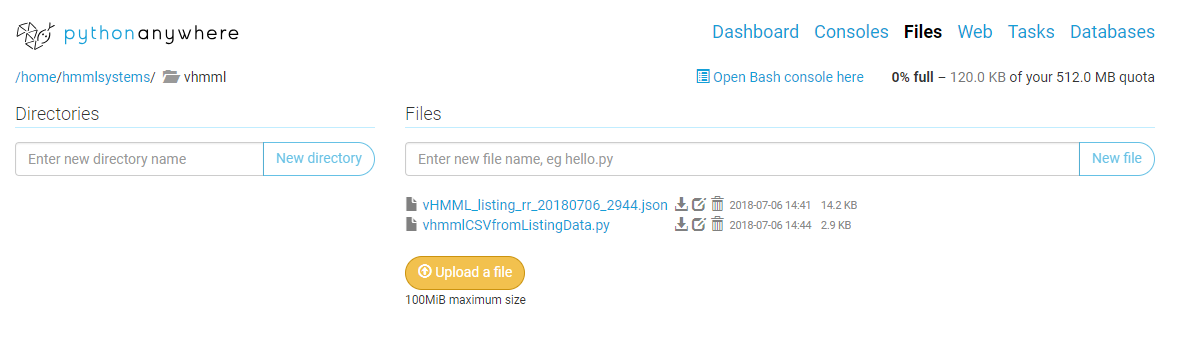 pythonanywhere
Dashboard Consoles Files Web Tasks Databases
/home/hmmlsystems/ vhmml
Open Bash console here 0% full – 120.0 KB of your 512.0 MB quota
Directories
Enter new directory name New directory
Files
Enter new file name, eg hello.py New file
vHMML_listing_rr_20180706_2944.json 2018-07-06 14:41 14.2 KB
vhmmlCSVfromListingData.py 2018-07-06 14:44 2.9 KB
Upload a file
100MiB maximum size